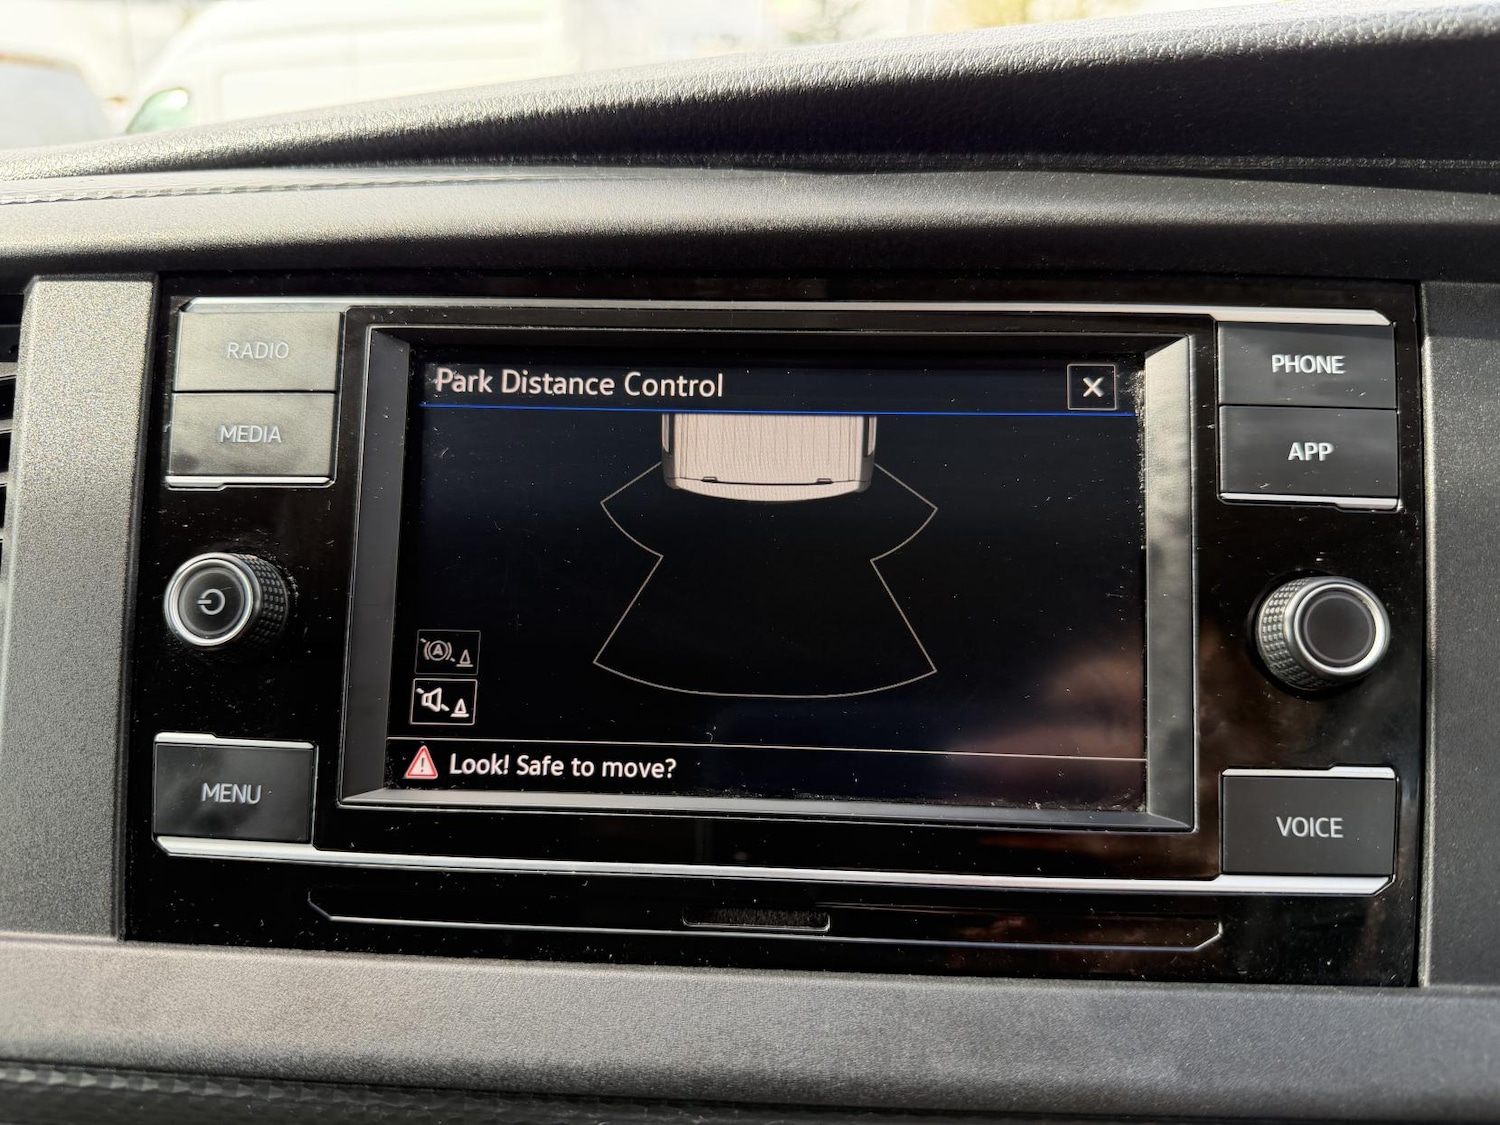 RADIO
MEDIA
Park Distance Control
X
PHONE
APP
A
Look! Safe to move?
MENU
VOICE